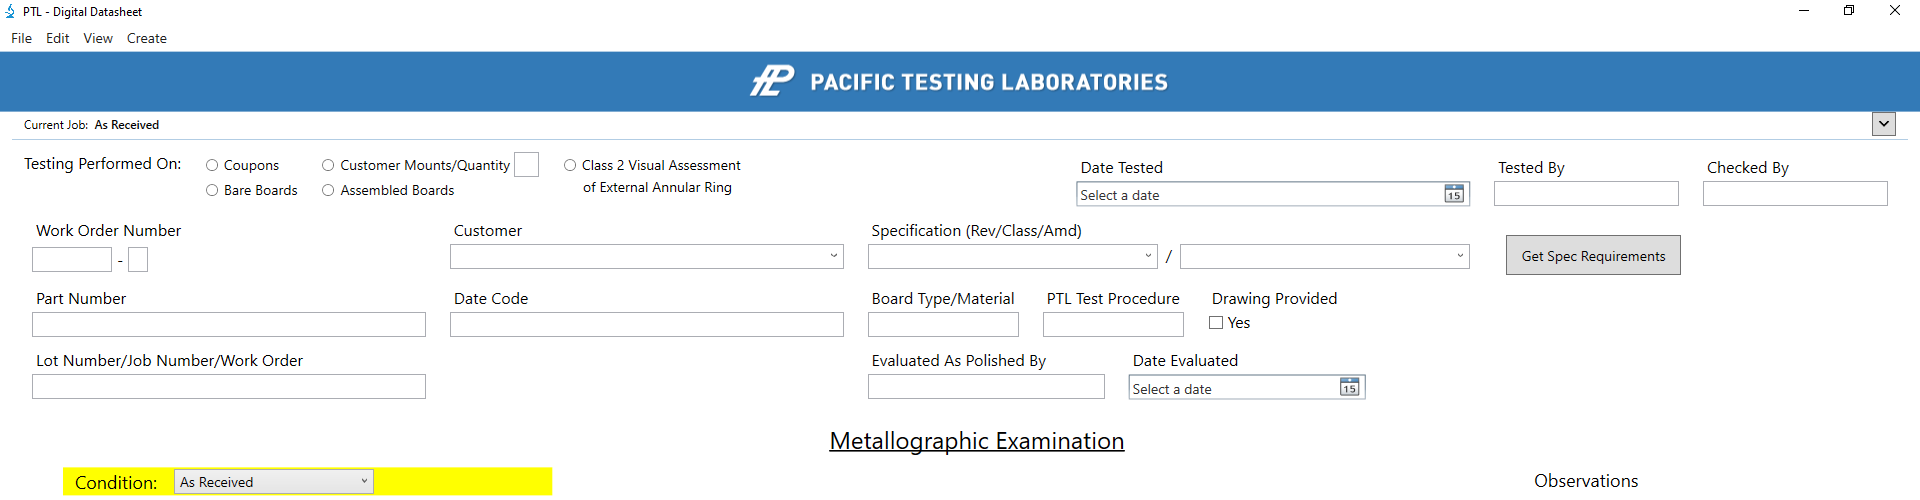 PTL - Digital Datasheet
File Edit View Create
PACIFIC TESTING LABORATORIES
Current Job: As Received
Testing Performed On:
Coupons
Customer Mounts/Quantity
Class 2 Visual Assessment
of External Annular Ring
Bare Boards
Assembled Boards
Date Tested
Select a date
15
Tested By
Checked By
Work Order Number
-
Customer
Specification (Rev/Class/Amd)
/
Get Spec Requirements
Part Number
Date Code
Board Type/Material
PTL Test Procedure
Drawing Provided
Yes
Lot Number/Job Number/Work Order
Evaluated As Polished By
Date Evaluated
Select a date
15
Metallographic Examination
Condition:
As Received
Observations